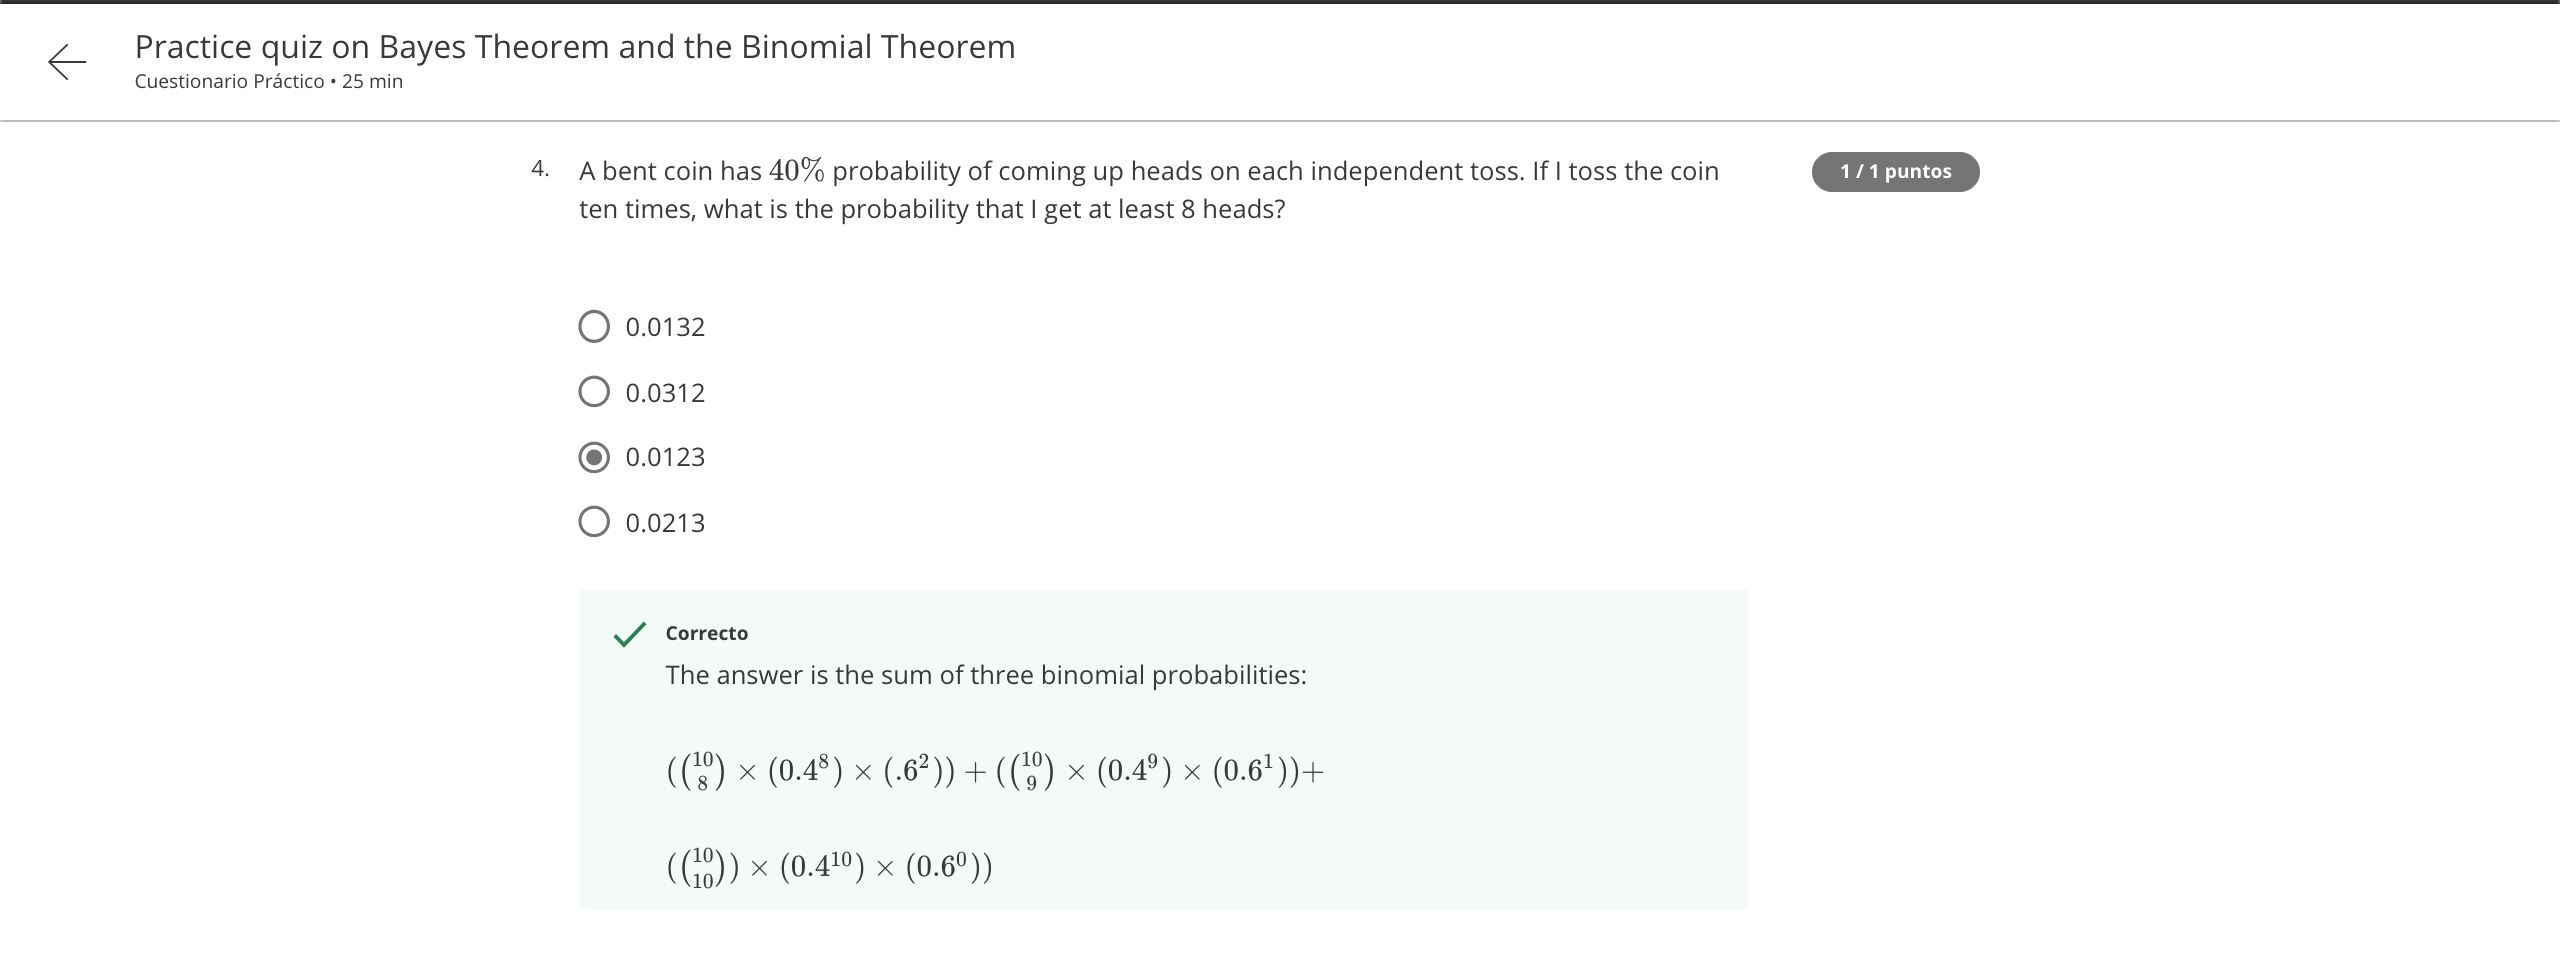 Practice quiz on Bayes Theorem and the Binomial Theorem
Cuestionario Práctico • 25 min
4. A bent coin has 40% probability of coming up heads on each independent toss. If I toss the coin
ten times, what is the probability that I get at least 8 heads?
1 / 1 puntos
0.0132
0.0312
0.0123
0.0213
Correcto
The answer is the sum of three binomial probabilities:
$((\binom{10}{8} \times (0.4^8) \times (.6^2)) + (\binom{10}{9} \times (0.4^9) \times (0.6^1))+$
$((\binom{10}{10}) \times (0.4^{10}) \times (0.6^0))$